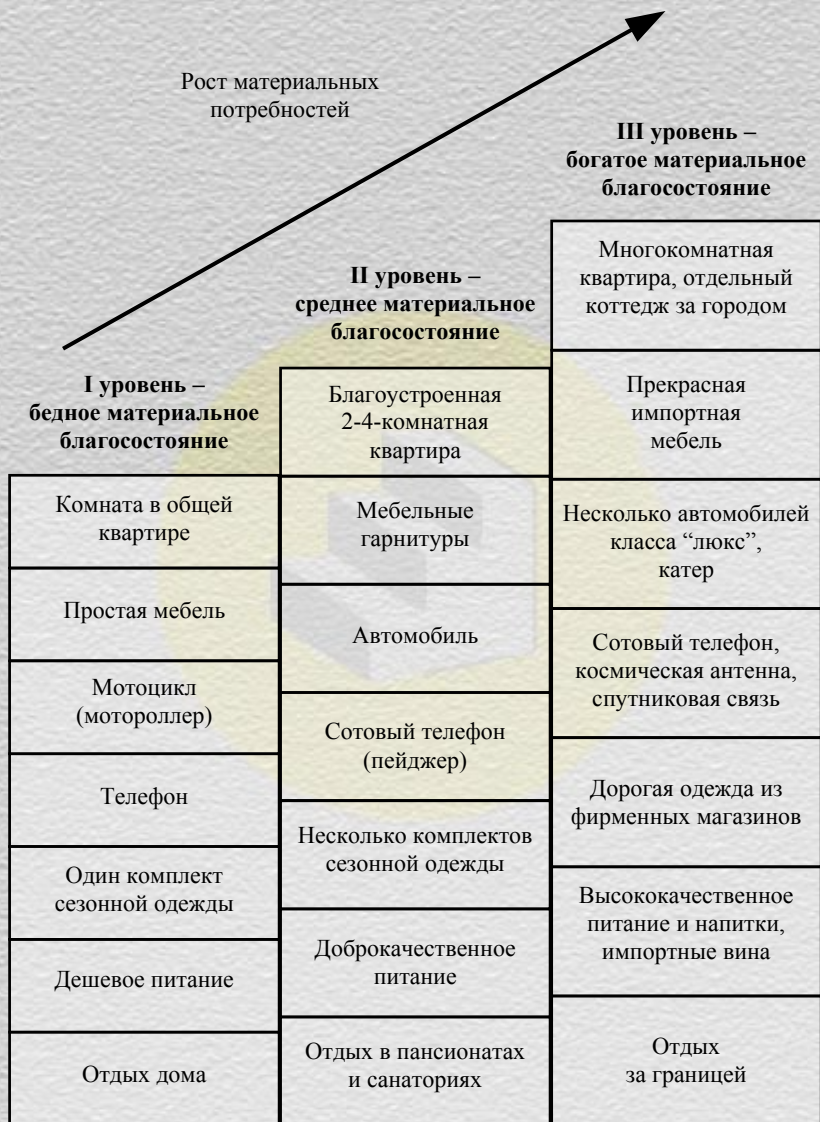 Рост материальных
потребностей
III уровень –
богатое материальное
благосостояние
Многокомнатная
квартира, отдельный
коттедж за городом
Прекрасная
импортная
мебель
Несколько автомобилей
класса “люкс”,
катер
Сотовый телефон,
космическая антенна,
спутниковая связь
Дорогая одежда из
фирменных магазинов
Высококачественное
питание и напитки,
импортные вина
Отдых
за границей
II уровень –
среднее материальное
благосостояние
Благоустроенная
2-4-комнатная
квартира
Мебельные
гарнитуры
Автомобиль
Сотовый телефон
(пейджер)
Несколько комплектов
сезонной одежды
Доброкачественное
питание
Отдых в пансионатах
и санаториях
I уровень –
бедное материальное
благосостояние
Комната в общей
квартире
Простая мебель
Мотоцикл
(мотороллер)
Телефон
Один комплект
сезонной одежды
Дешевое питание
Отдых дома